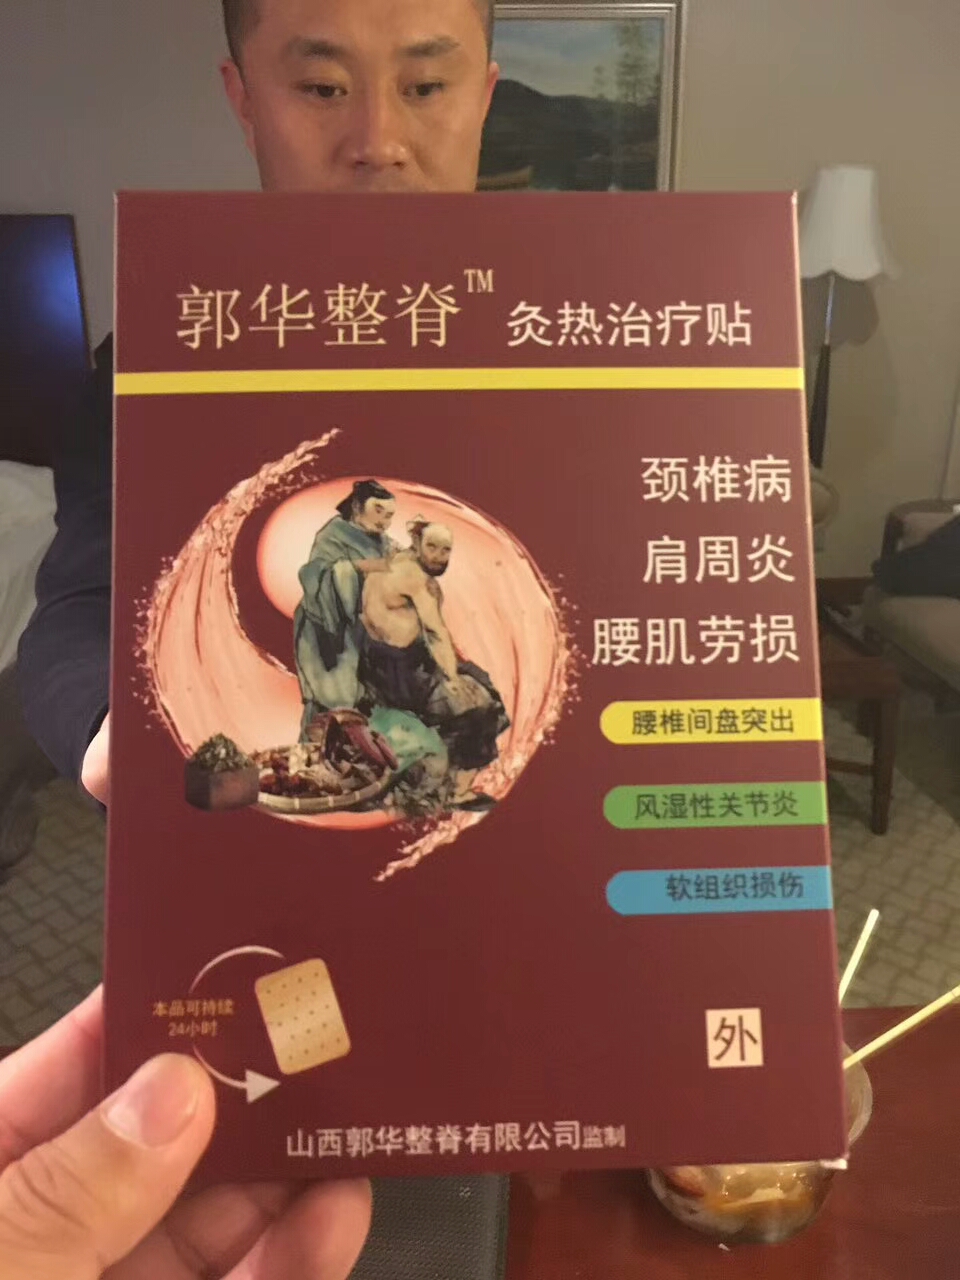 郭华整脊™ 灸热治疗贴
颈椎病
肩周炎
腰肌劳损
腰椎间盘突出
风湿性关节炎
软组织损伤
本品可持续
24小时
外
山西郭华整脊有限公司监制